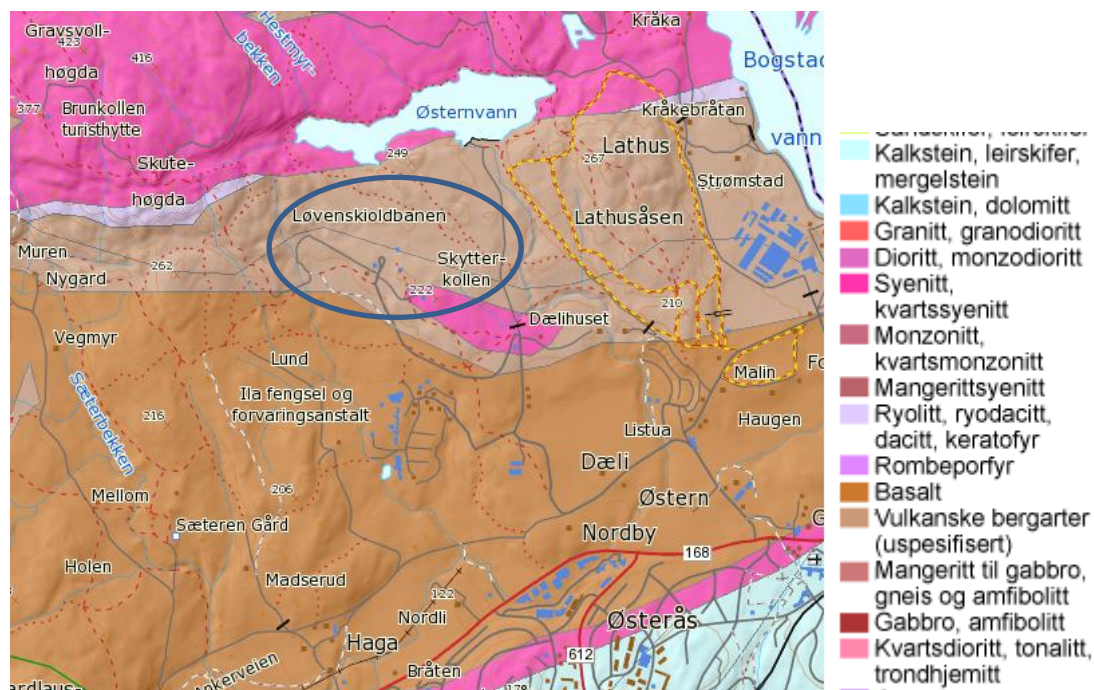 Gravsvoll-
423
høgda
416
377
Brunkollen
turisthytte
Hestmyr-
bekken
Kråka
Bogstad
vann
Østernvann
249
Kråkebråtan
Lathus
267
Skute-
høgda
Strømstad
Løvenskioldbanen
Lathusåsen
Muren
Nygard
262
Skytter-
kollen
222
210
Dælihuset
Vegmyr
Lund
Malin
Fo
Ila fengsel og
forvaringsanstalt
Sæterbekken
216
Haugen
Listua
Dæli
206
Mellom
Østern
Sæteren Gård
Nordby
G
168
Holen
Madserud
122
Nordli
Østerås
Haga
612
Bråten
Ankerveien
ardlaus
178
Kalkstein, leirskifer,
mergelstein
Kalkstein, dolomitt
Granitt, granodioritt
Dioritt, monzodioritt
Syenitt,
kvartssyenitt
Monzonitt,
kvartsmonzonitt
Mangerittsyenitt
Ryolitt, ryodacitt,
dacitt, keratofyr
Rombeporfyr
Basalt
Vulkanske bergarter
(uspesifisert)
Mangeritt til gabbro,
gneis og amfibolitt
Gabbro, amfibolitt
Kvartsdioritt, tonalitt,
trondhjemitt